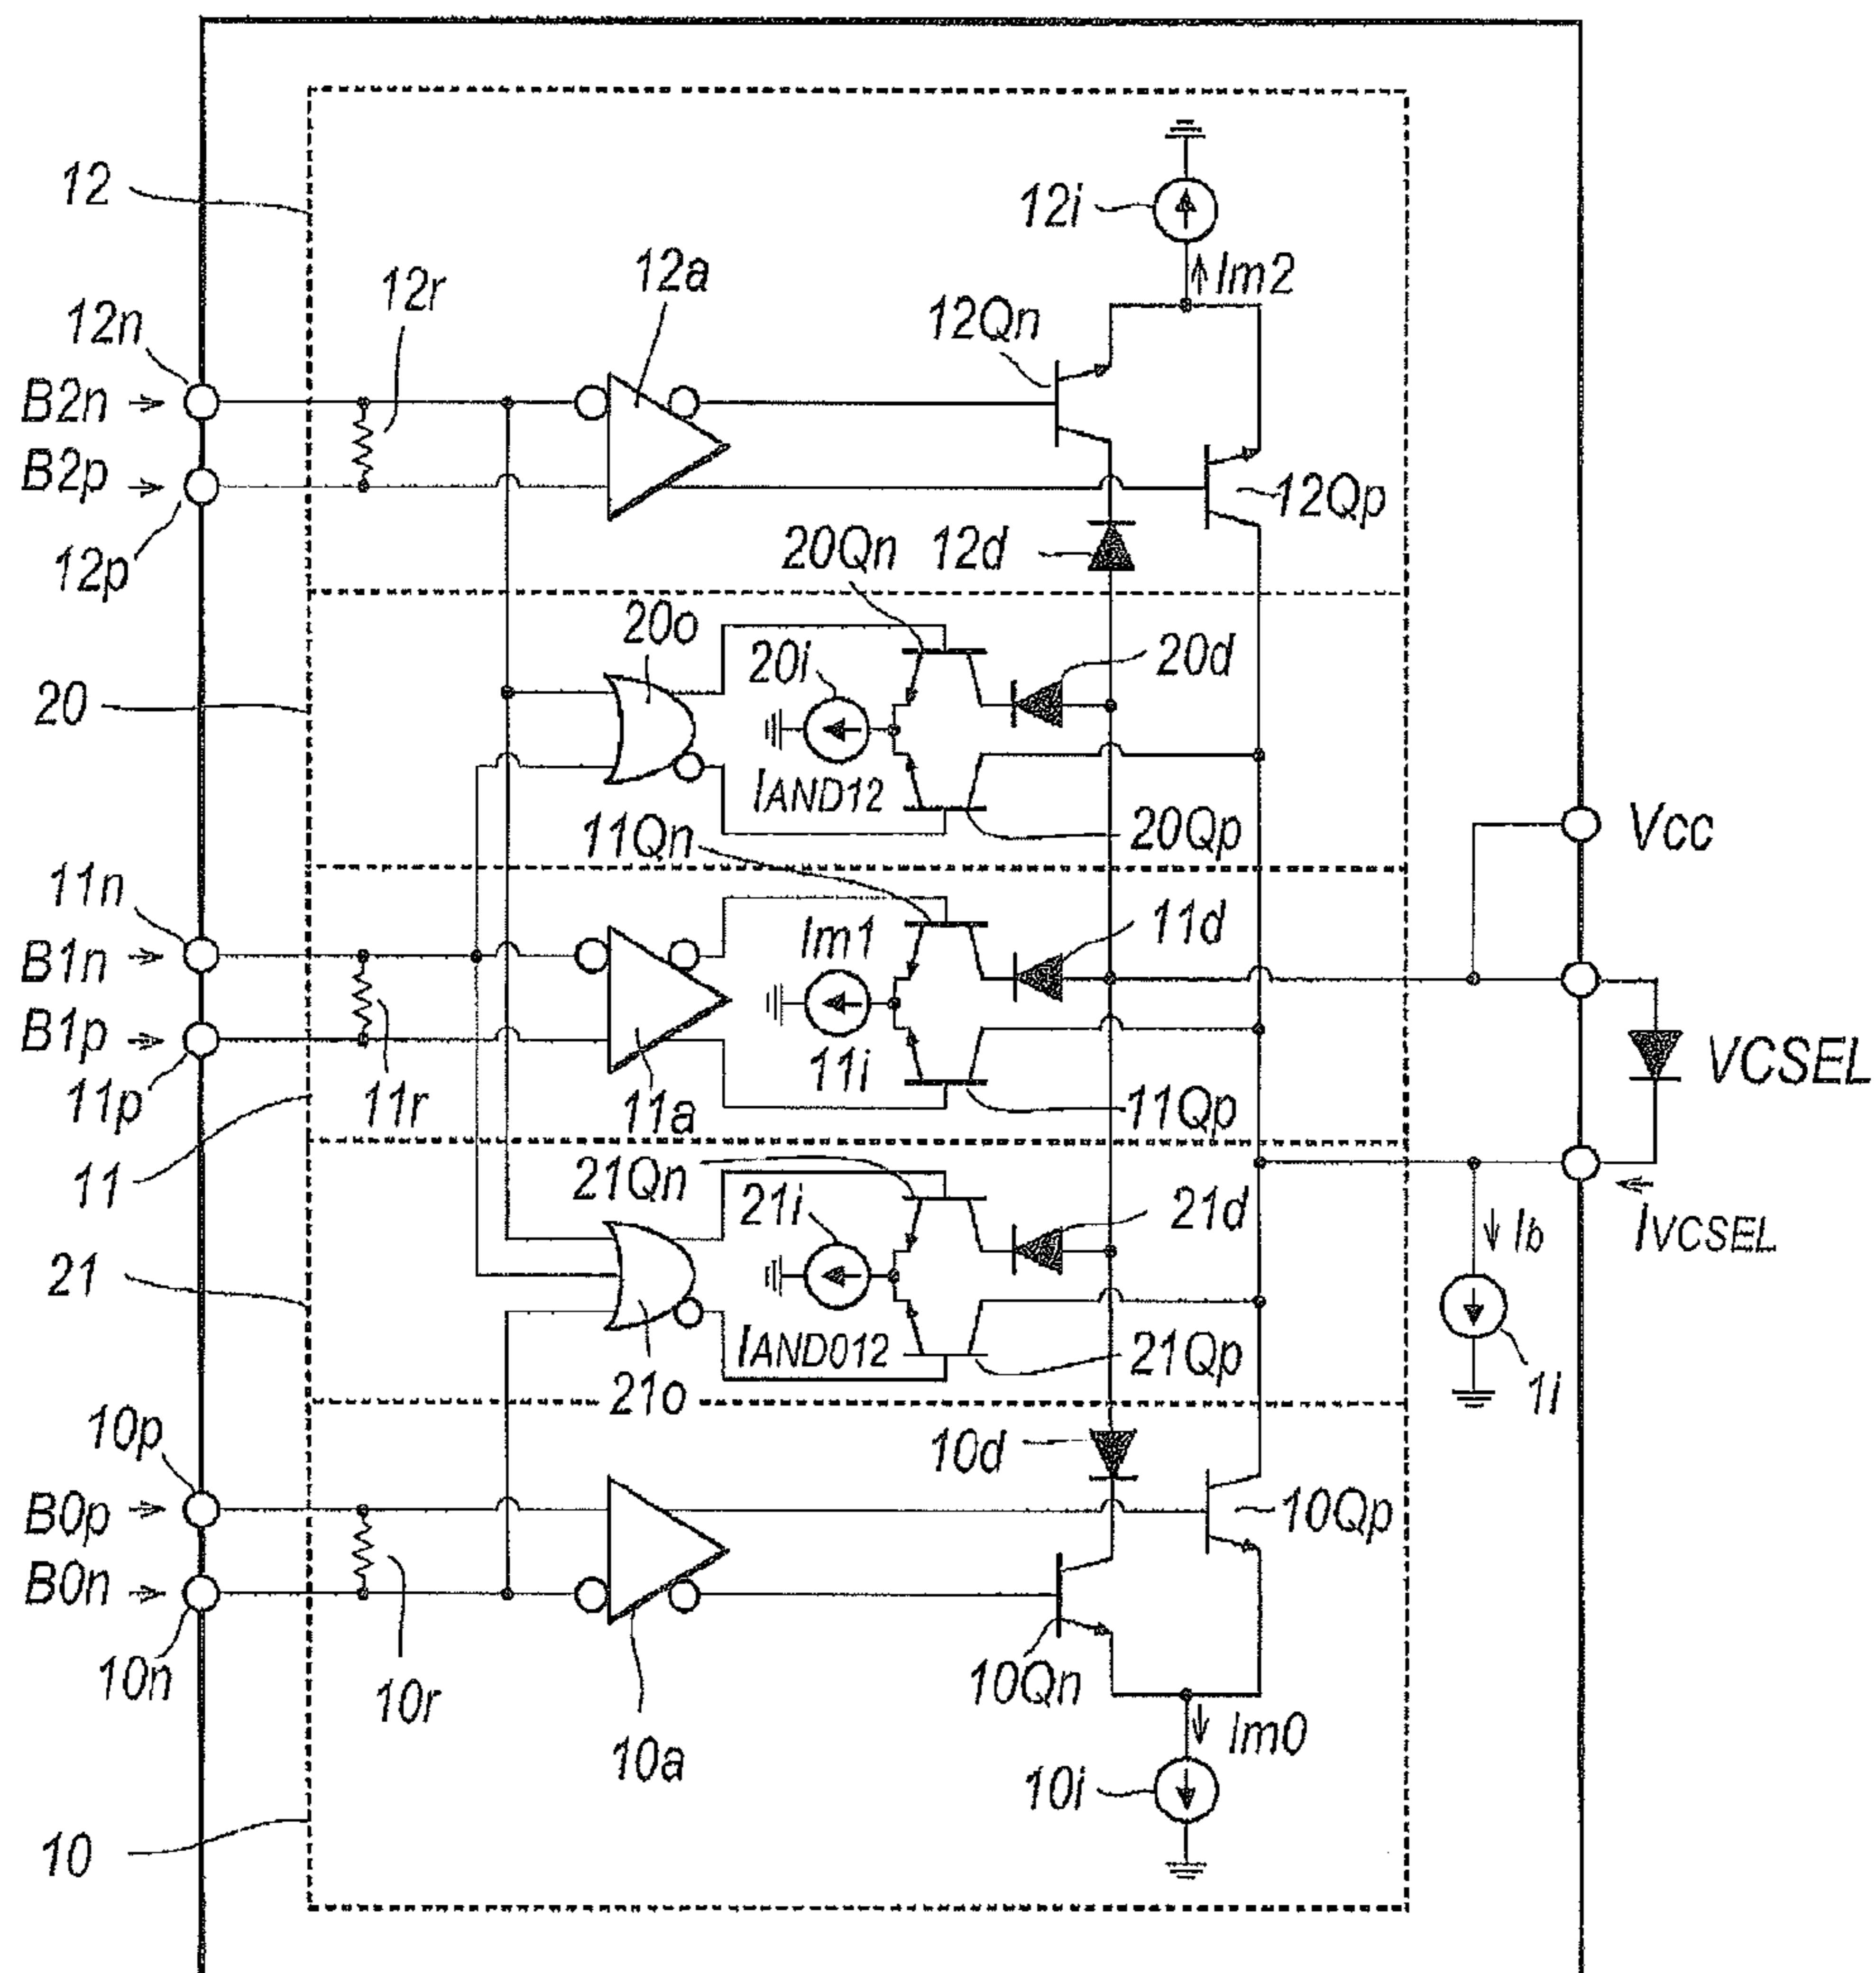 12
12i
Im2
12n
12r
12a
12Qn
B2n
B2p
12Qp
12p
20Qn
12d
20o
20i
20d
20
IAND12
11Qn
20Qp
Vcc
11n
Im1
11d
B1n
B1p
VCSEL
11p
11r
11a
11i
11Qp
11
21Qn
21i
21d
Ib
IVCSEL
21
IAND012
21Qp
21o
1i
10p
10d
B0p
10Qp
B0n
10n
10r
10Qn
10a
Im0
10i
10